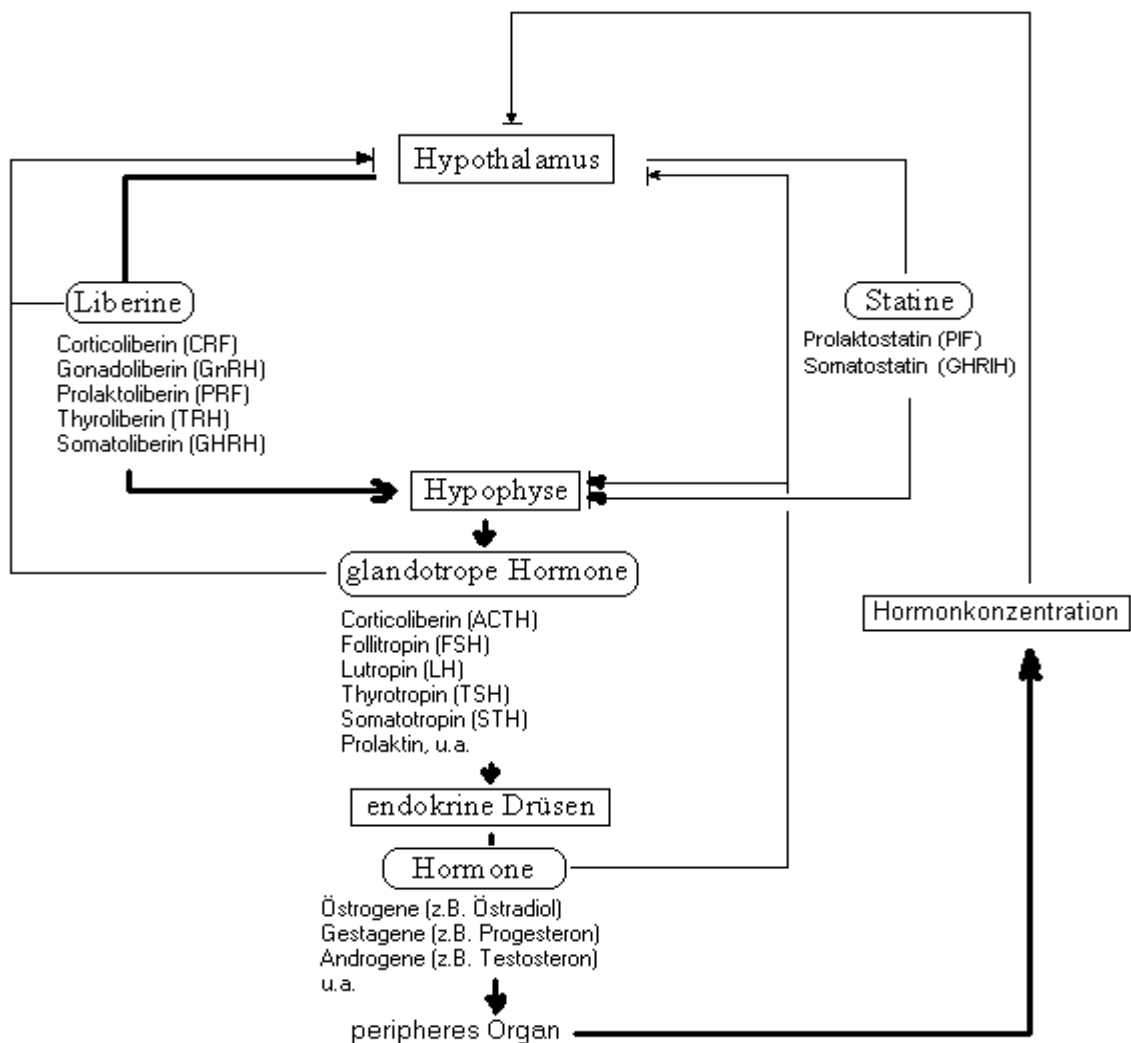 Hypothalamus
Liberine
Corticoliberin (CRF)
Gonadoliberin (GnRH)
Prolaktoliberin (PRF)
Thyroliberin (TRH)
Somatoliberin (GHRH)
Statine
Prolaktostatin (PIF)
Somatostatin (GHRIH)
Hypophyse
glandotrope Hormone
Corticoliberin (ACTH)
Follitropin (FSH)
Lutropin (LH)
Thyrotropin (TSH)
Somatotropin (STH)
Prolaktin, u.a.
Hormonkonzentration
endokrine Drüsen
Hormone
Östrogene (z.B. Östradiol)
Gestagene (z.B. Progesteron)
Androgene (z.B. Testosteron)
u.a.
peripheres Organ